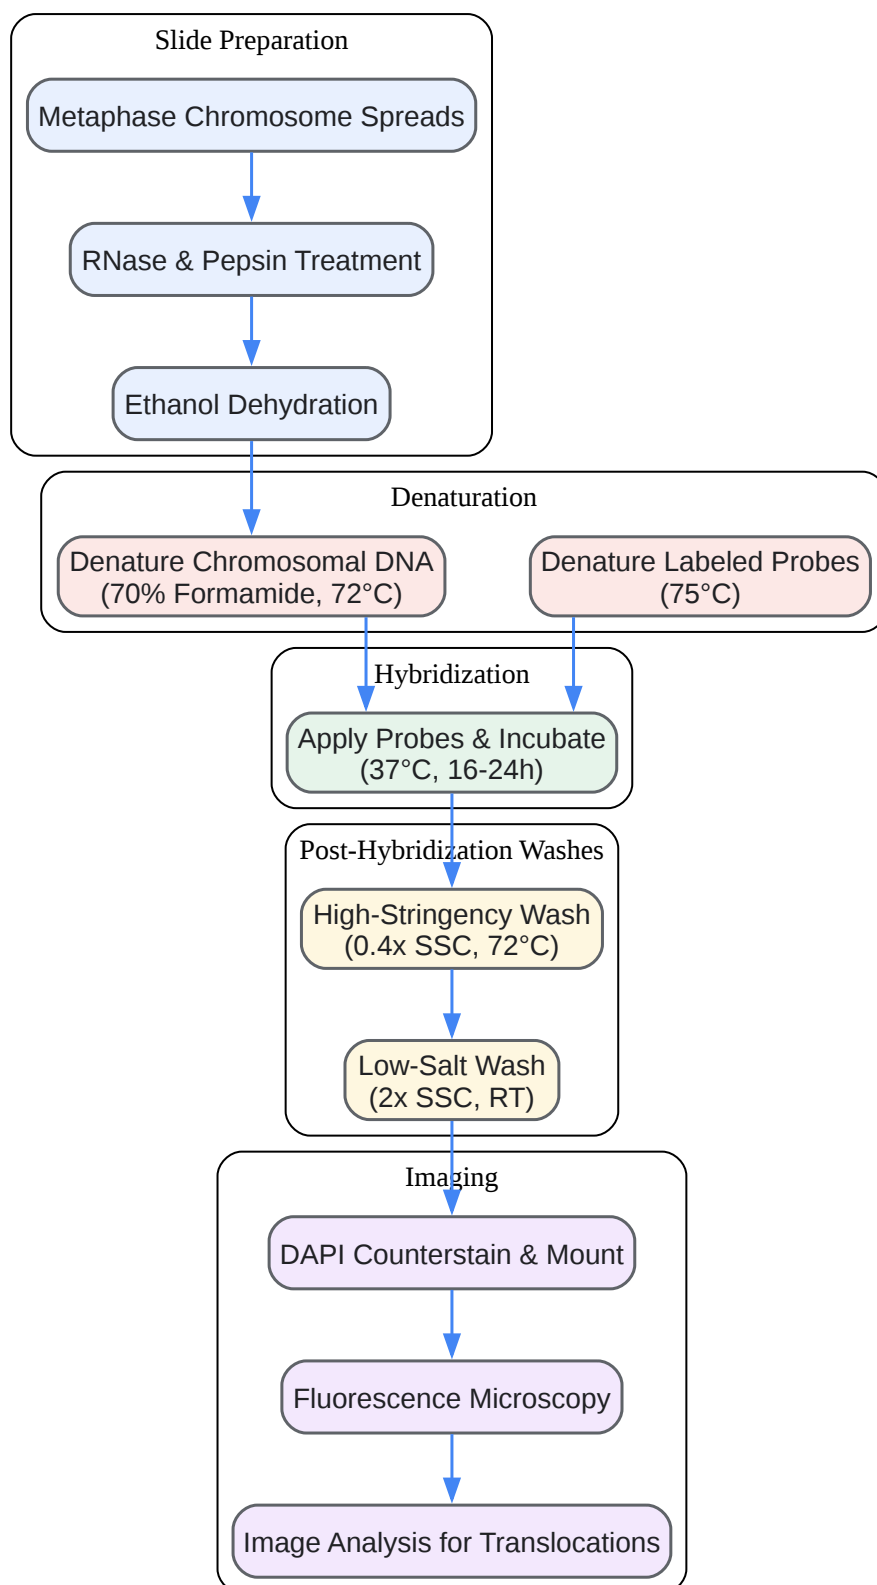 Slide Preparation
Metaphase Chromosome Spreads
RNase & Pepsin Treatment
Ethanol Dehydration
Denaturation
Denature Chromosomal DNA
(70% Formamide, 72°C)
Denature Labeled Probes
(75°C)
Hybridization
Apply Probes & Incubate
(37°C, 16-24h)
Post-Hybridization Washes
High-Stringency Wash
(0.4x SSC, 72°C)
Low-Salt Wash
(2x SSC, RT)
Imaging
DAPI Counterstain & Mount
Fluorescence Microscopy
Image Analysis for Translocations